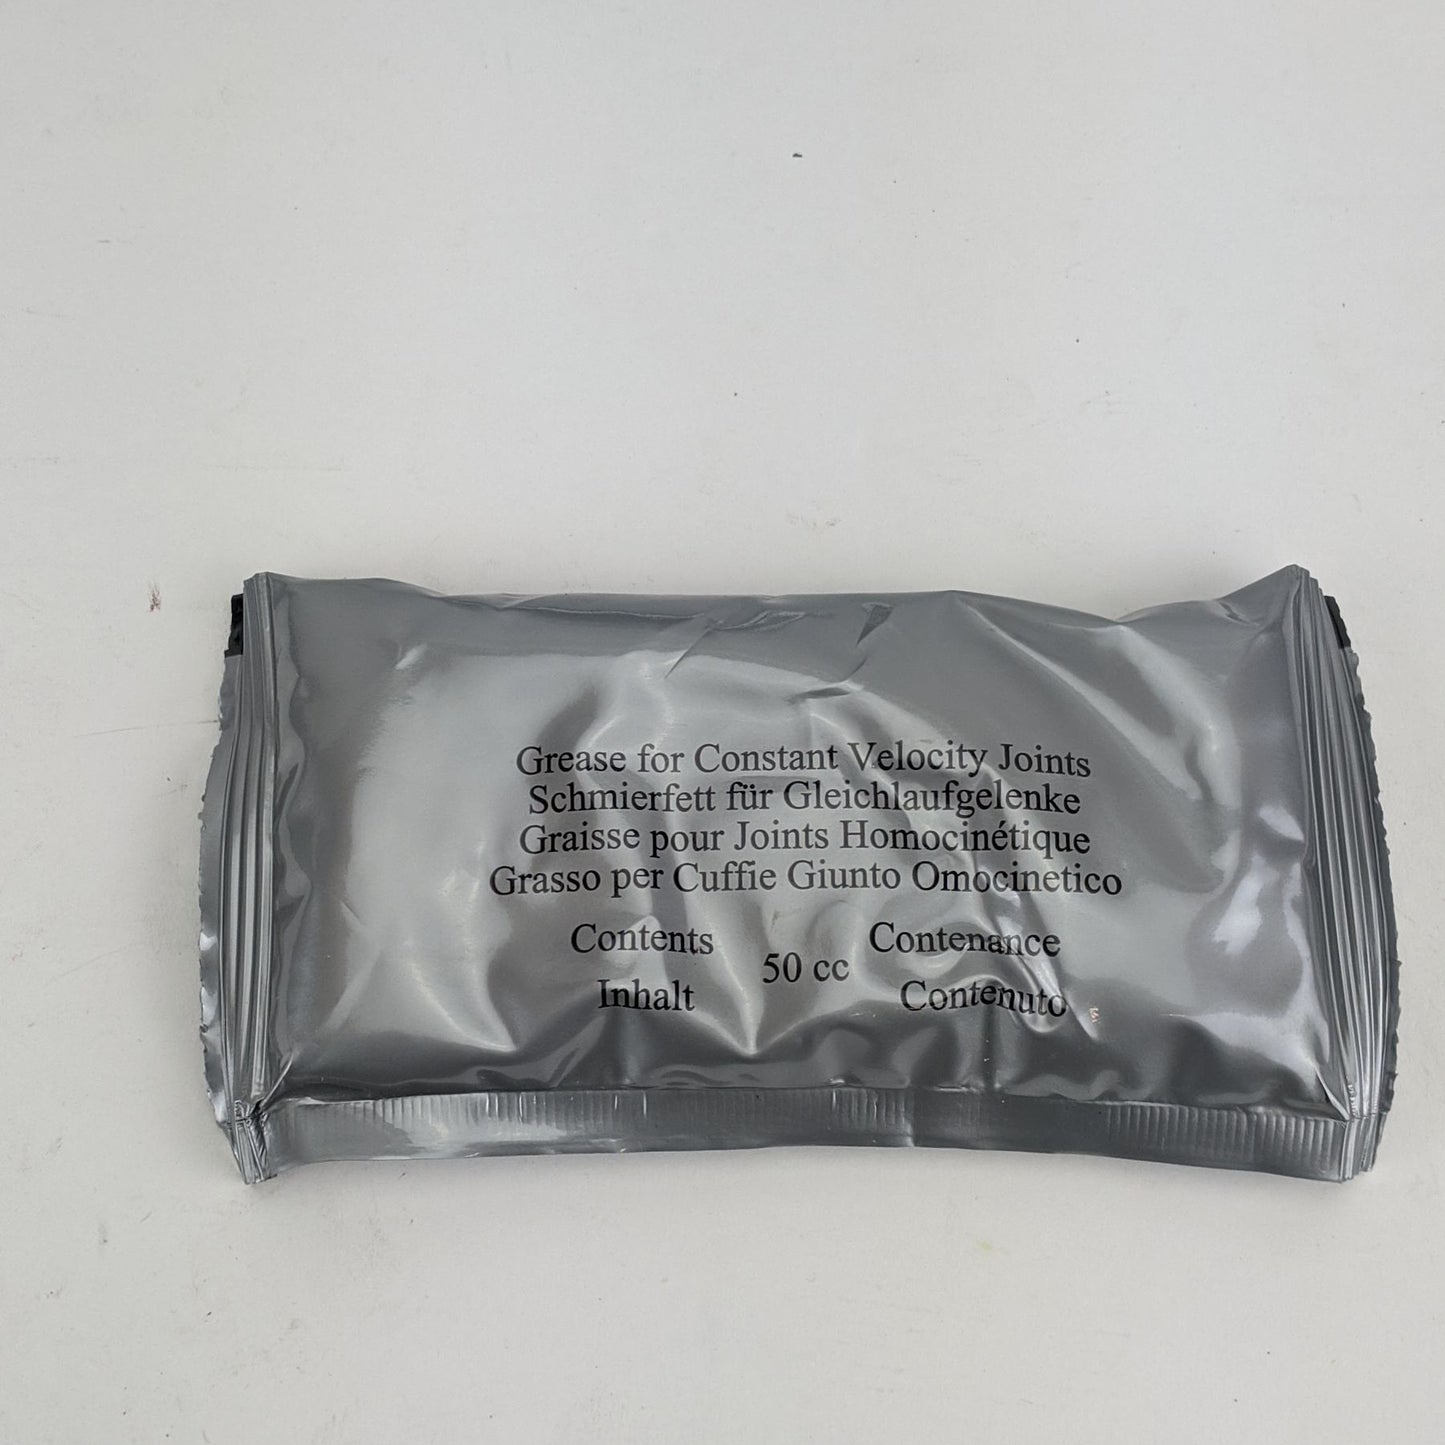 Grease for Constant Velocity Joints
Schmierfett für Gleichlaufgelenke
Graisse pour Joints Homocinétique
Grasso per Cuffie Giunto Omocinetico
Contents Contenance
50 cc
Inhalt Contenuto